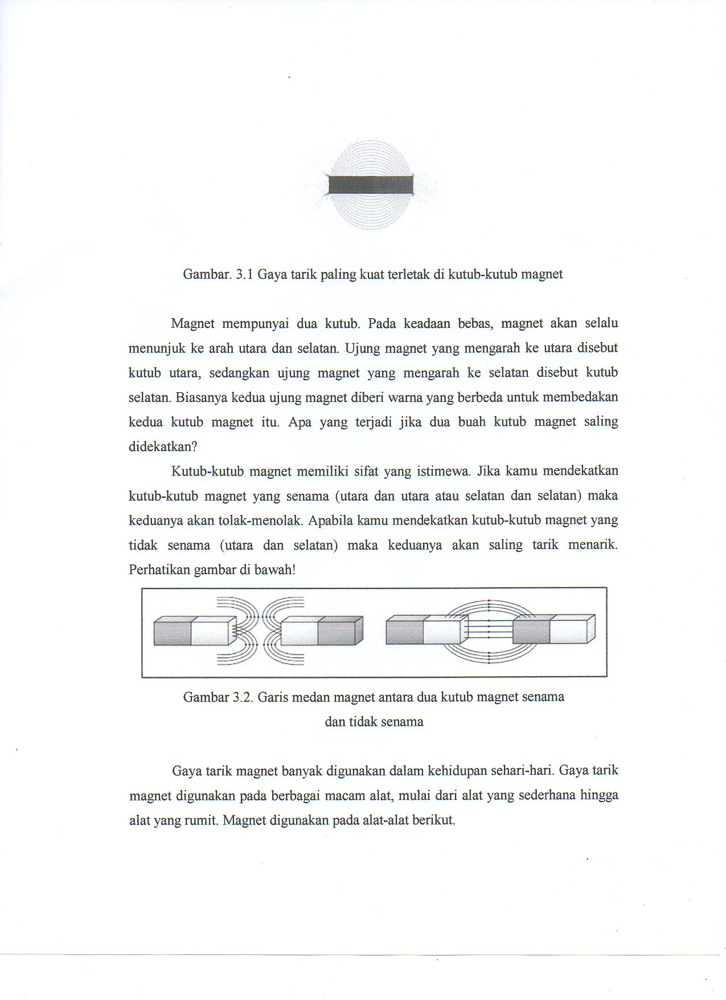 Gambar. 3.1 Gaya tarik paling kuat terletak di kutub-kutub magnet
Magnet mempunyai dua kutub. Pada keadaan bebas, magnet akan selalu
menunjuk ke arah utara dan selatan. Ujung magnet yang mengarah ke utara disebut
kutub utara, sedangkan ujung magnet yang mengarah ke selatan disebut kutub
selatan. Biasanya kedua ujung magnet diberi warna yang berbeda untuk membedakan
kedua kutub magnet itu. Apa yang terjadi jika dua buah kutub magnet saling
didekatkan?
Kutub-kutub magnet memiliki sifat yang istimewa. Jika kamu mendekatkan
kutub-kutub magnet yang senama (utara dan utara atau selatan dan selatan) maka
keduanya akan tolak-menolak. Apabila kamu mendekatkan kutub-kutub magnet yang
tidak senama (utara dan selatan) maka keduanya akan saling tarik menarik.
Perhatikan gambar di bawah!
Gambar 3.2. Garis medan magnet antara dua kutub magnet senama
dan tidak senama
Gaya tarik magnet banyak digunakan dalam kehidupan sehari-hari. Gaya tarik
magnet digunakan pada berbagai macam alat, mulai dari alat yang sederhana hingga
alat yang rumit. Magnet digunakan pada alat-alat berikut.